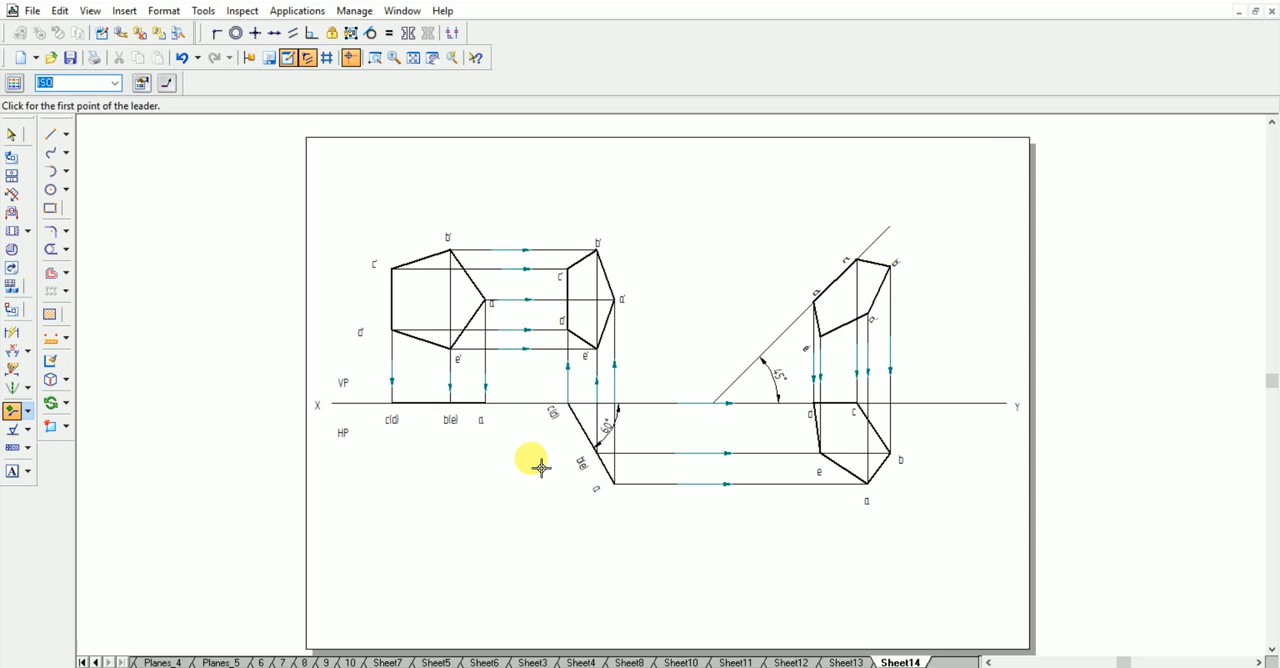 File Edit View Insert Format Tools Inspect Applications Manage Window Help
ISO
Click for the first point of the leader.
b' b'
c' c'
a' a'
d' d'
e' e'
VP
45°
X Y
c(d) b(e) a
HP
c(d) 60° b(e) a
d c
e b
a
Planes_4 Planes_5 6 7 8 9 10 Sheet7 Sheet5 Sheet6 Sheet3 Sheet4 Sheet8 Sheet10 Sheet11 Sheet12 Sheet13 Sheet14